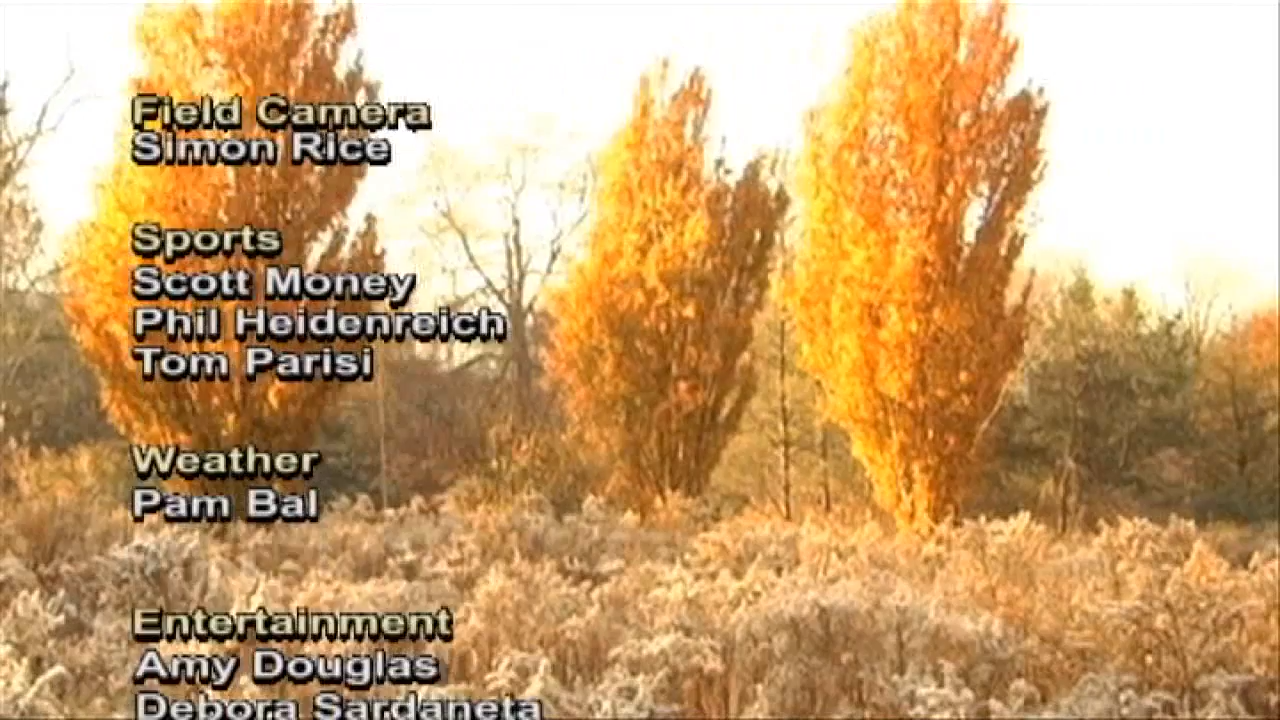 Field Camera
Simon Rice
Sports
Scott Money
Phil Heidenreich
Tom Parisi
Weather
Pam Bal
Entertainment
Amy Douglas
Debora Sardaneta